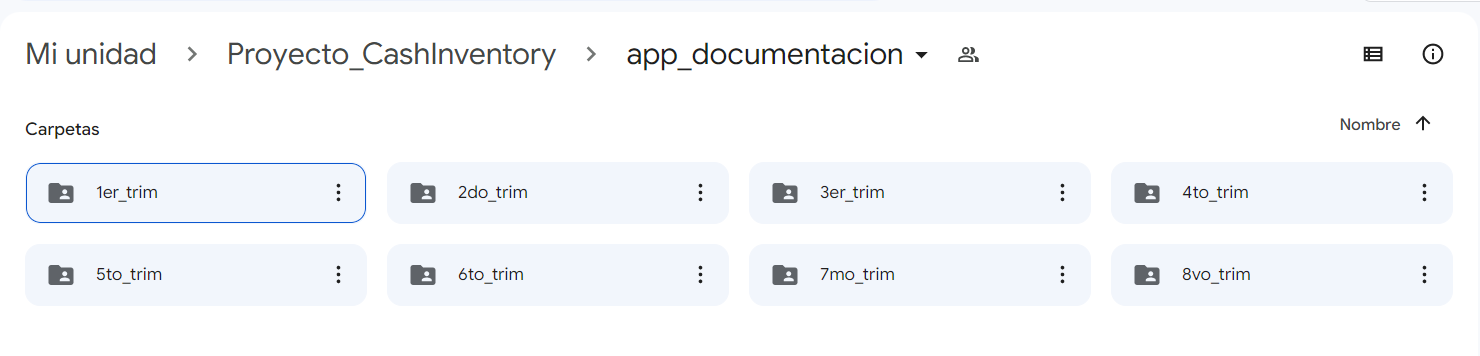 Mi unidad > Proyecto_CashInventory > app_documentacion
Carpetas
Nombre
1er_trim 2do_trim 3er_trim 4to_trim
5to_trim 6to_trim 7mo_trim 8vo_trim